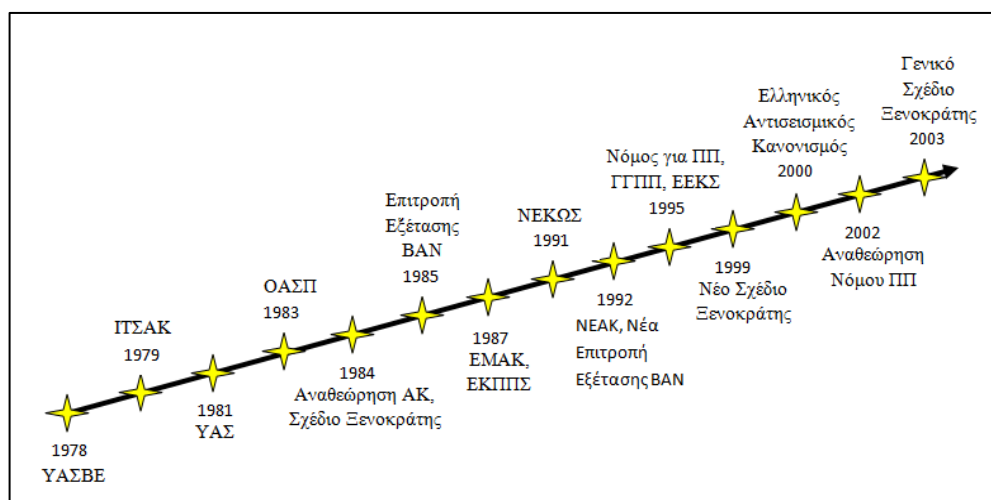 1978
ΥΑΣΒΕ
ΙΤΣΑΚ
1979
1981
ΥΑΣ
ΟΑΣΠ
1983
1984
Αναθεώρηση ΑΚ,
Σχέδιο Ξενοκράτης
Επιτροπή
Εξέτασης
ΒΑΝ
1985
1987
ΕΜΑΚ,
ΕΚΠΠΣ
ΝΕΚΩΣ
1991
1992
ΝΕΑΚ, Νέα
Επιτροπή
Εξέτασης ΒΑΝ
Νόμος για ΠΠ,
ΓΓΠΠ, ΕΕΚΣ
1995
1999
Νέο Σχέδιο
Ξενοκράτης
Ελληνικός
Αντισεισμικός
Κανονισμός
2000
2002
Αναθεώρηση
Νόμου ΠΠ
Γενικό
Σχέδιο
Ξενοκράτης
2003